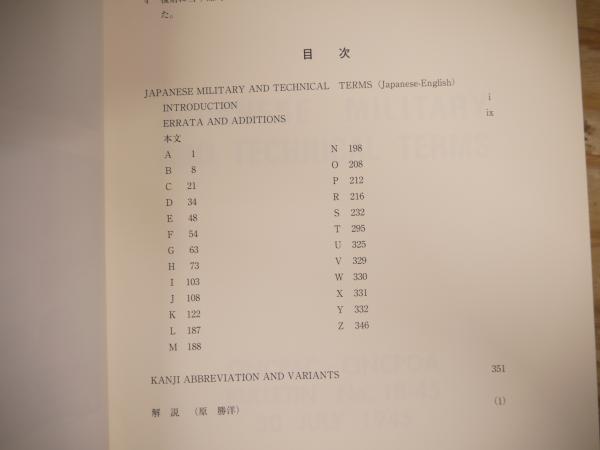 た。
目 次
JAPANESE MILITARY AND TECHNICAL TERMS (Japanese-English)
INTRODUCTION i
ERRATA AND ADDITIONS ix
本文
A 1
B 8
C 21
D 34
E 48
F 54
G 63
H 73
I 103
J 108
K 122
L 187
M 188
N 198
O 208
P 212
R 216
S 232
T 295
U 325
V 329
W 330
X 331
Y 332
Z 346
KANJI ABBREVIATION AND VARIANTS 351
解 説 (原 勝洋) (1)